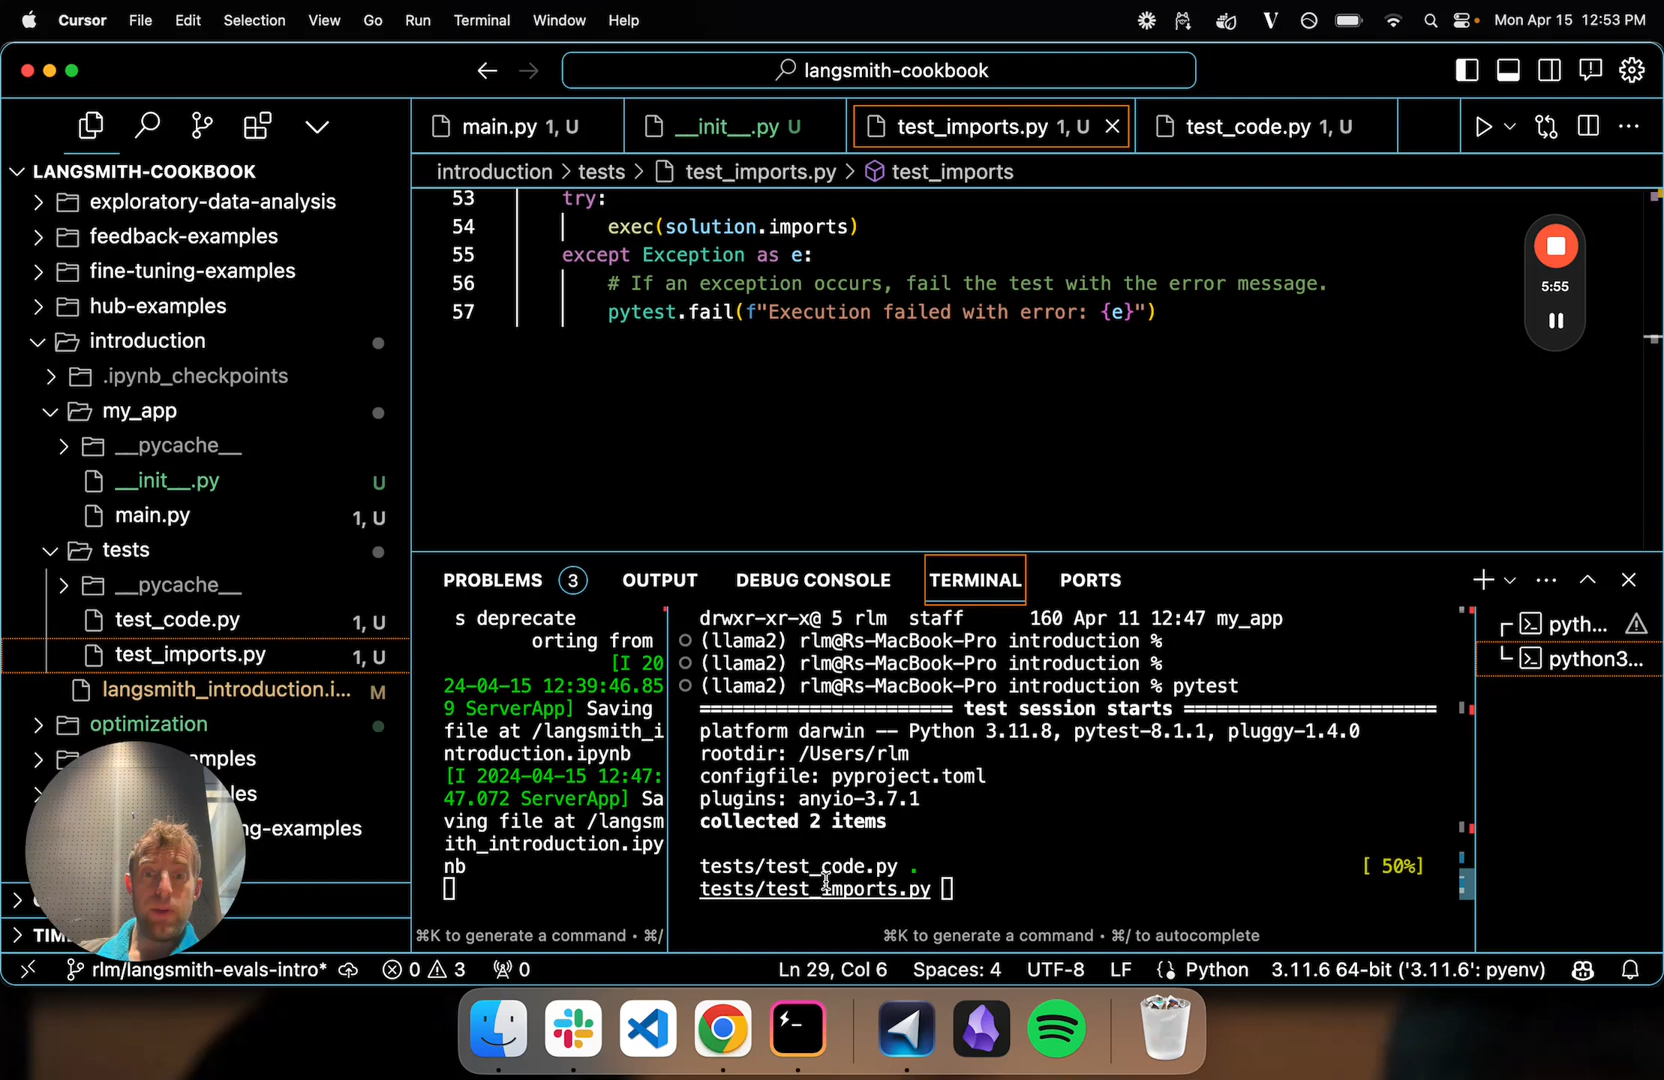 Cursor File Edit Selection View Go Run Terminal Window Help Mon Apr 15 12:53 PM
langsmith-cookbook
main.py 1, U
__init__.py U
test_imports.py 1, U
test_code.py 1, U
LANGSMITH-COOKBOOK
exploratory-data-analysis
feedback-examples
fine-tuning-examples
hub-examples
introduction
.ipynb_checkpoints
my_app
__pycache__
__init__.py U
main.py 1, U
tests
__pycache__
test_code.py 1, U
test_imports.py 1, U
langsmith_introduction.i... M
optimization
amples
les
ng-examples
TIM
introduction > tests > test_imports.py > test_imports
53 try:
54 exec(solution.imports)
55 except Exception as e:
56 # If an exception occurs, fail the test with the error message.
57 pytest.fail(f"Execution failed with error: {e}")
5:55
PROBLEMS 3 OUTPUT DEBUG CONSOLE TERMINAL PORTS
s deprecate
orting from
[I 20
24-04-15 12:39:46.85
9 ServerApp] Saving
file at /langsmith_i
ntroduction.ipynb
[I 2024-04-15 12:47:
47.072 ServerApp] Sa
ving file at /langsm
ith_introduction.ipy
nb
⌘K to generate a command • ⌘/
drwxr-xr-x@ 5 rlm staff 160 Apr 11 12:47 my_app
(llama2) rlm@Rs-MacBook-Pro introduction %
(llama2) rlm@Rs-MacBook-Pro introduction %
(llama2) rlm@Rs-MacBook-Pro introduction % pytest
====================== test session starts ======================
platform darwin -- Python 3.11.8, pytest-8.1.1, pluggy-1.4.0
rootdir: /Users/rlm
configfile: pyproject.toml
plugins: anyio-3.7.1
collected 2 items
tests/test_code.py . [ 50%]
tests/test_imports.py
⌘K to generate a command • ⌘/ to autocomplete
pyth...
python3...
rlm/langsmith-evals-intro* 0 3 0 Ln 29, Col 6 Spaces: 4 UTF-8 LF Python 3.11.6 64-bit ('3.11.6': pyenv)